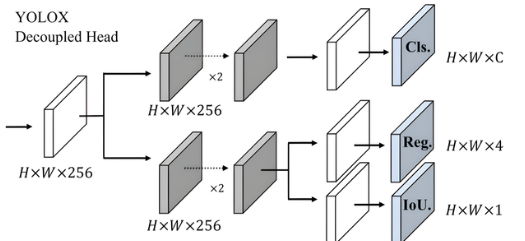 YOLOX
Decoupled Head
Cls.
H×W×C
×2
H×W×256
H×W×256
Reg.
H×W×4
×2
IoU.
H×W×1
H×W×256